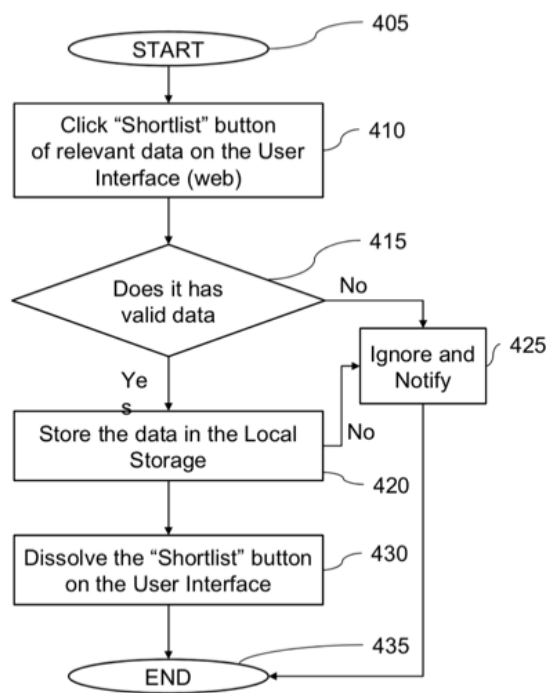 405
START
Click “Shortlist” button
of relevant data on the User
Interface (web)
410
415
Does it has
valid data
No
Ignore and
Notify
425
Ye
s
Store the data in the Local
Storage
No
420
Dissolve the “Shortlist” button
on the User Interface
430
435
END